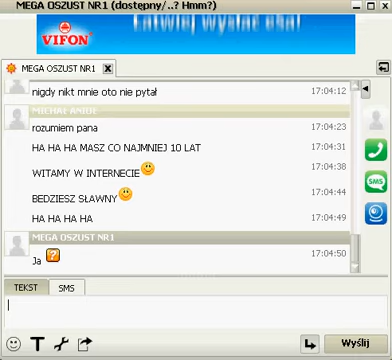 MEGA OSZUST NR1 (dostępny/..? Hmm?)
VIFON
MEGA OSZUST NR1
nigdy nikt mnie oto nie pytał 17:04:12
MICHAŁ ANIOŁ
rozumiem pana 17:04:23
HA HA HA MASZ CO NAJMNIEJ 10 LAT 17:04:31
WITAMY W INTERNECIE 17:04:38
BEDZIESZ SŁAWNY 17:04:44
HA HA HA HA 17:04:49
MEGA OSZUST NR1
Ja 17:04:50
TEKST SMS
SMS
Wyślij